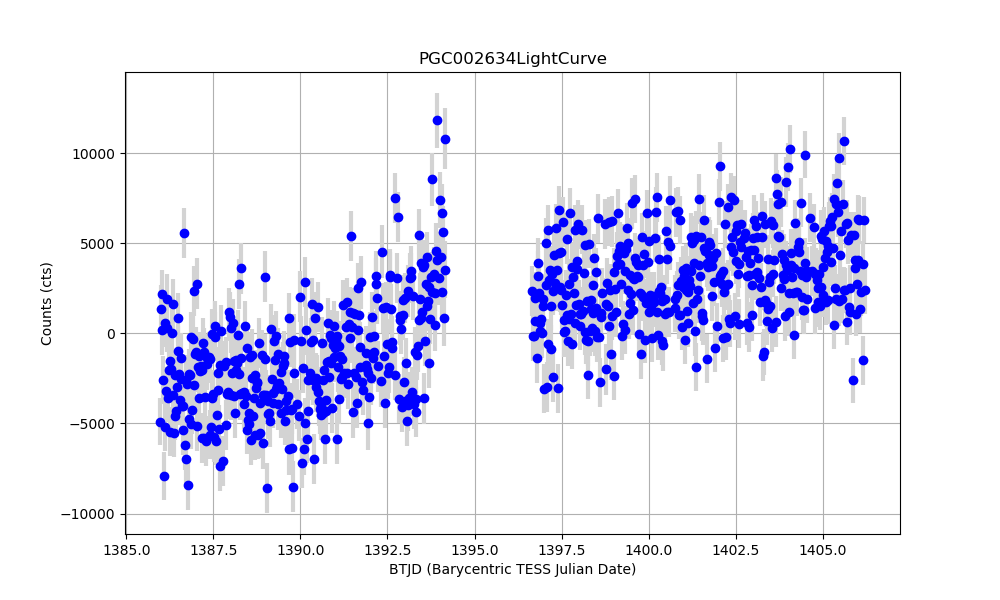 PGC002634LightCurve
Counts (cts)
10000
5000
0
−5000
−10000
1385.0 1387.5 1390.0 1392.5 1395.0 1397.5 1400.0 1402.5 1405.0
BTJD (Barycentric TESS Julian Date)